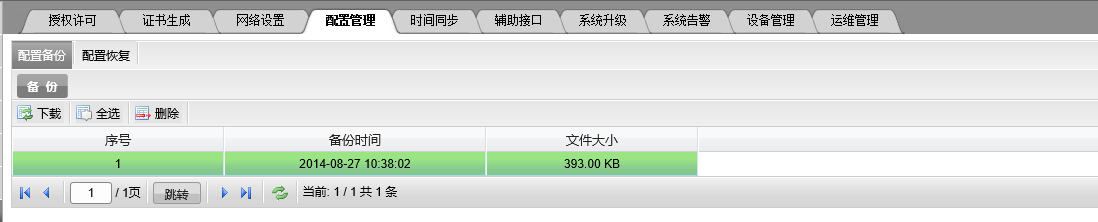 授权许可 证书生成 网络设置 配置管理 时间同步 辅助接口 系统升级 系统告警 设备管理 运维管理
配置备份 配置恢复
备 份
下载 全选 删除
序号 备份时间 文件大小
1 2014-08-27 10:38:02 393.00 KB
1 / 1页 跳转 当前: 1 / 1 共 1 条